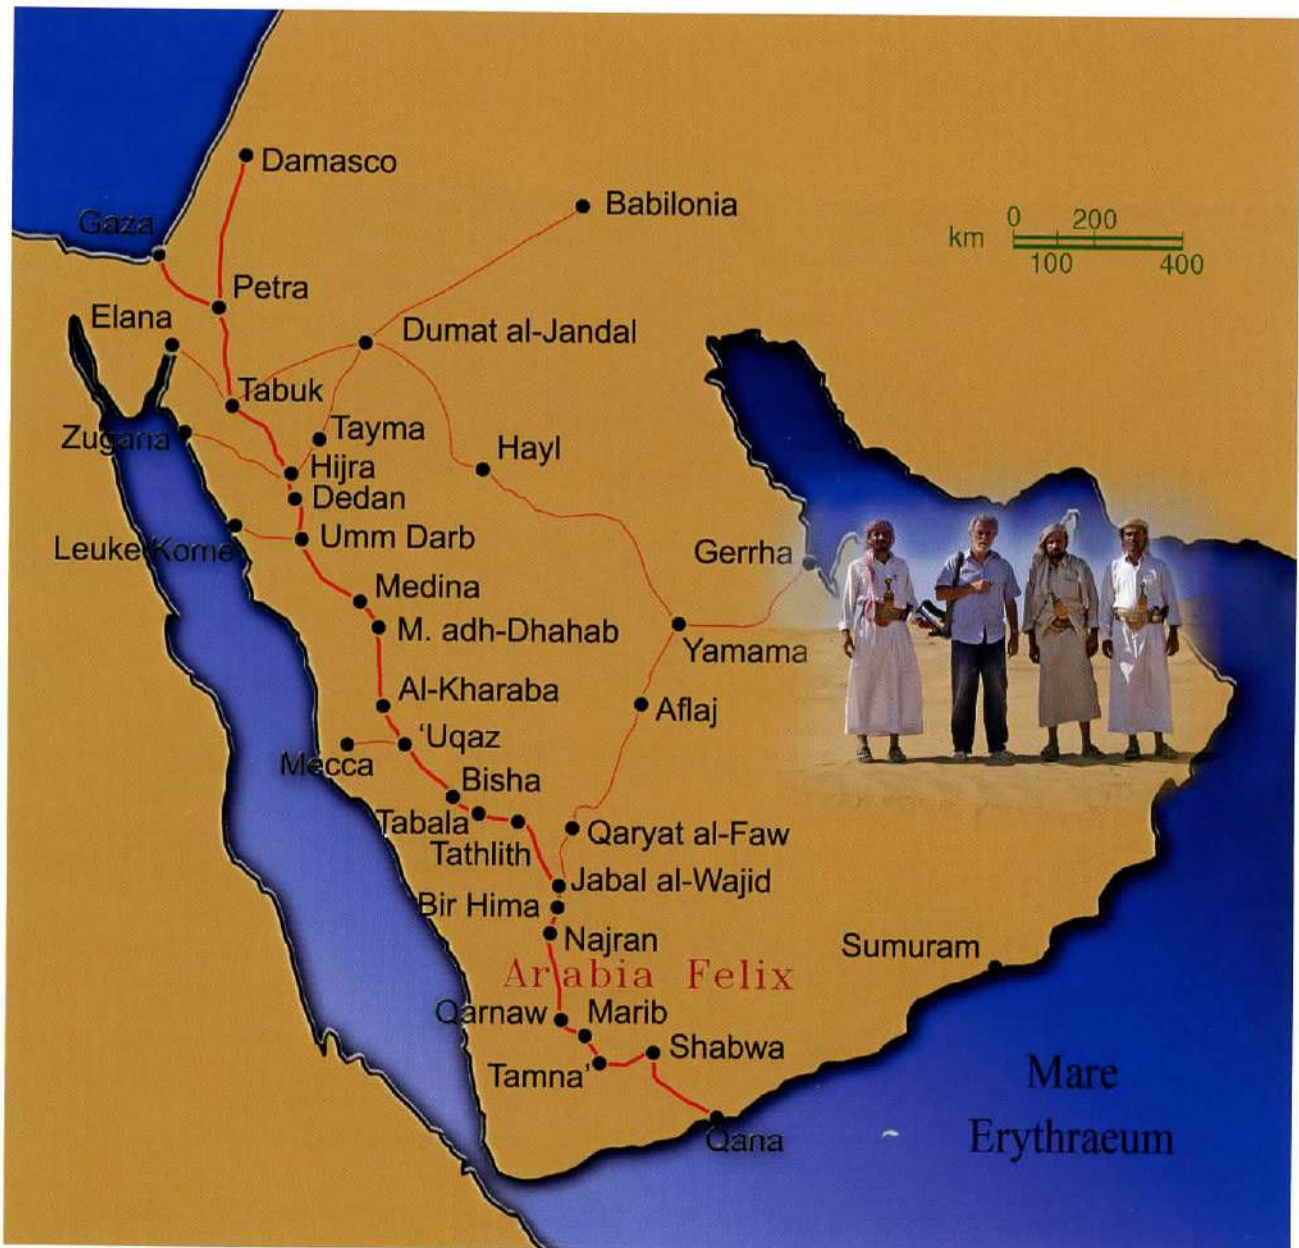 Damasco
Babilonia
Gaza
0 200
km
100 400
Petra
Elana
Dumat al-Jandal
Tabuk
Zugana
Tayma
Hayl
Hijra
Dedan
Umm Darb
Leuke Kome
Gerrha
Medina
M. adh-Dhahab
Yamama
Al-Kharaba
Aflaj
'Uqaz
Mecca
Bisha
Tabala
Qaryat al-Faw
Tathlith
Jabal al-Wajid
Bir Hima
Najran
Sumuram
Arabia Felix
Qarnaw
Marib
Shabwa
Tamna'
Mare
Erythraeum
Qana